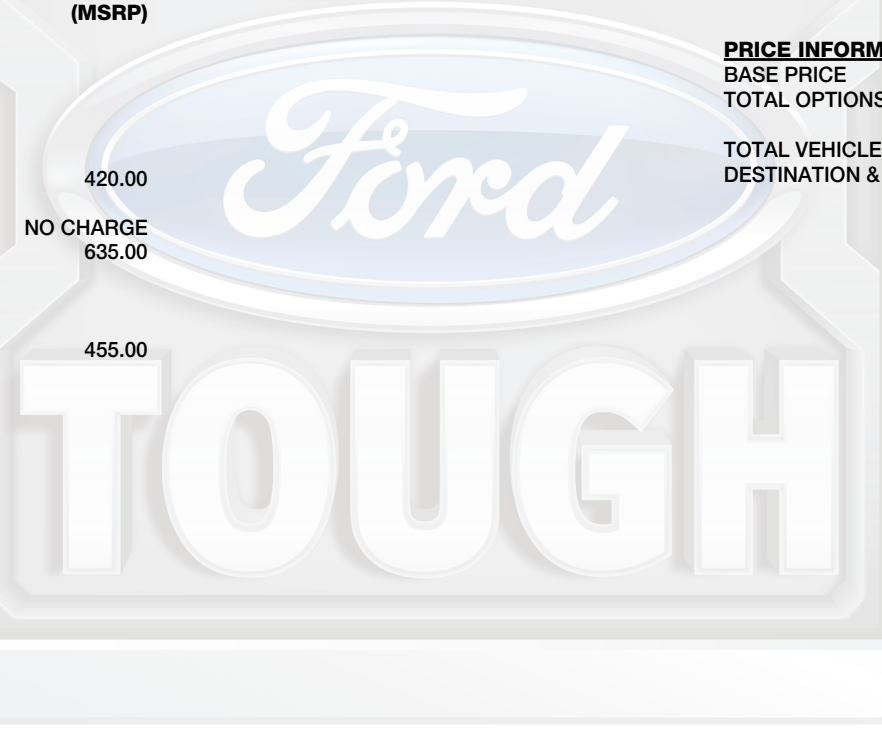 (MSRP)
420.00
NO CHARGE
635.00
455.00
PRICE INFORM
BASE PRICE
TOTAL OPTIONS
TOTAL VEHICLE
DESTINATION &
Ford
TOUGH